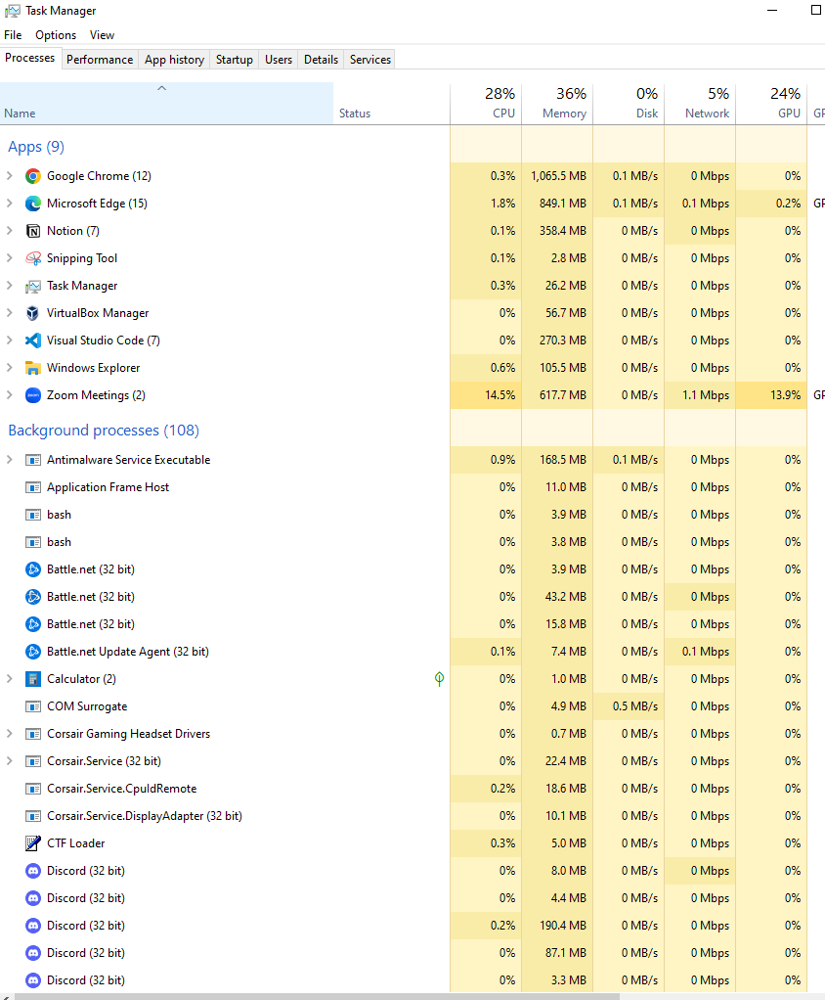 Task Manager
File Options View
Processes Performance App history Startup Users Details Services
28% 36% 0% 5% 24%
Name Status CPU Memory Disk Network GPU GP
Apps (9)
Google Chrome (12) 0.3% 1,065.5 MB 0.1 MB/s 0 Mbps 0%
Microsoft Edge (15) 1.8% 849.1 MB 0.1 MB/s 0.1 Mbps 0.2% GP
Notion (7) 0.1% 358.4 MB 0 MB/s 0 Mbps 0%
Snipping Tool 0.1% 2.8 MB 0 MB/s 0 Mbps 0%
Task Manager 0.3% 26.2 MB 0 MB/s 0 Mbps 0%
VirtualBox Manager 0% 56.7 MB 0 MB/s 0 Mbps 0%
Visual Studio Code (7) 0% 270.3 MB 0 MB/s 0 Mbps 0%
Windows Explorer 0.6% 105.5 MB 0 MB/s 0 Mbps 0%
Zoom Meetings (2) 14.5% 617.7 MB 0 MB/s 1.1 Mbps 13.9% GP
Background processes (108)
Antimalware Service Executable 0.9% 168.5 MB 0.1 MB/s 0 Mbps 0%
Application Frame Host 0% 11.0 MB 0 MB/s 0 Mbps 0%
bash 0% 3.9 MB 0 MB/s 0 Mbps 0%
bash 0% 3.8 MB 0 MB/s 0 Mbps 0%
Battle.net (32 bit) 0% 3.9 MB 0 MB/s 0 Mbps 0%
Battle.net (32 bit) 0% 43.2 MB 0 MB/s 0 Mbps 0%
Battle.net (32 bit) 0% 15.8 MB 0 MB/s 0 Mbps 0%
Battle.net Update Agent (32 bit) 0.1% 7.4 MB 0 MB/s 0.1 Mbps 0%
Calculator (2) 0% 1.0 MB 0 MB/s 0 Mbps 0%
COM Surrogate 0% 4.9 MB 0.5 MB/s 0 Mbps 0%
Corsair Gaming Headset Drivers 0% 0.7 MB 0 MB/s 0 Mbps 0%
Corsair.Service (32 bit) 0% 22.4 MB 0 MB/s 0 Mbps 0%
Corsair.Service.CpuIdRemote 0.2% 18.6 MB 0 MB/s 0 Mbps 0%
Corsair.Service.DisplayAdapter (32 bit) 0% 10.1 MB 0 MB/s 0 Mbps 0%
CTF Loader 0.3% 5.0 MB 0 MB/s 0 Mbps 0%
Discord (32 bit) 0% 8.0 MB 0 MB/s 0 Mbps 0%
Discord (32 bit) 0% 4.4 MB 0 MB/s 0 Mbps 0%
Discord (32 bit) 0.2% 190.4 MB 0 MB/s 0 Mbps 0%
Discord (32 bit) 0% 87.1 MB 0 MB/s 0 Mbps 0%
Discord (32 bit) 0% 3.3 MB 0 MB/s 0 Mbps 0%